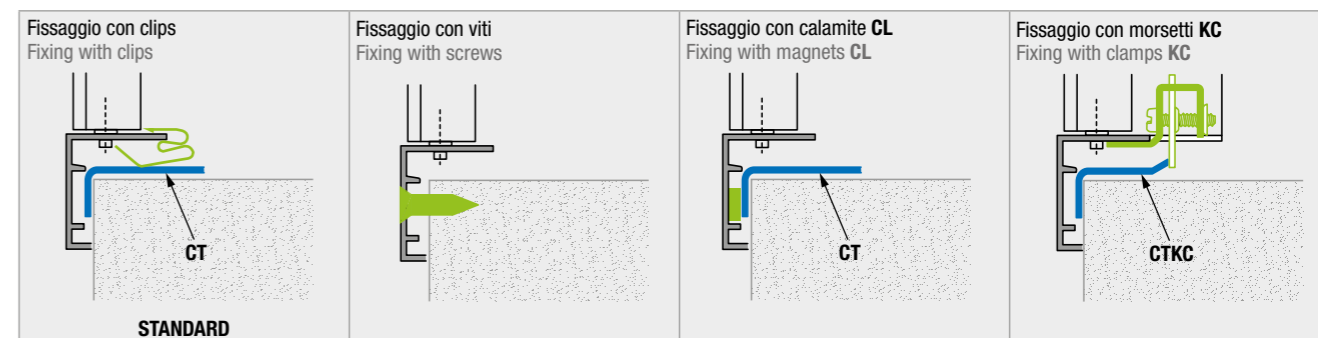 Fissaggio con clips
Fixing with clips
CT
STANDARD
Fissaggio con viti
Fixing with screws
Fissaggio con calamite CL
Fixing with magnets CL
CT
Fissaggio con morsetti KC
Fixing with clamps KC
CTKC